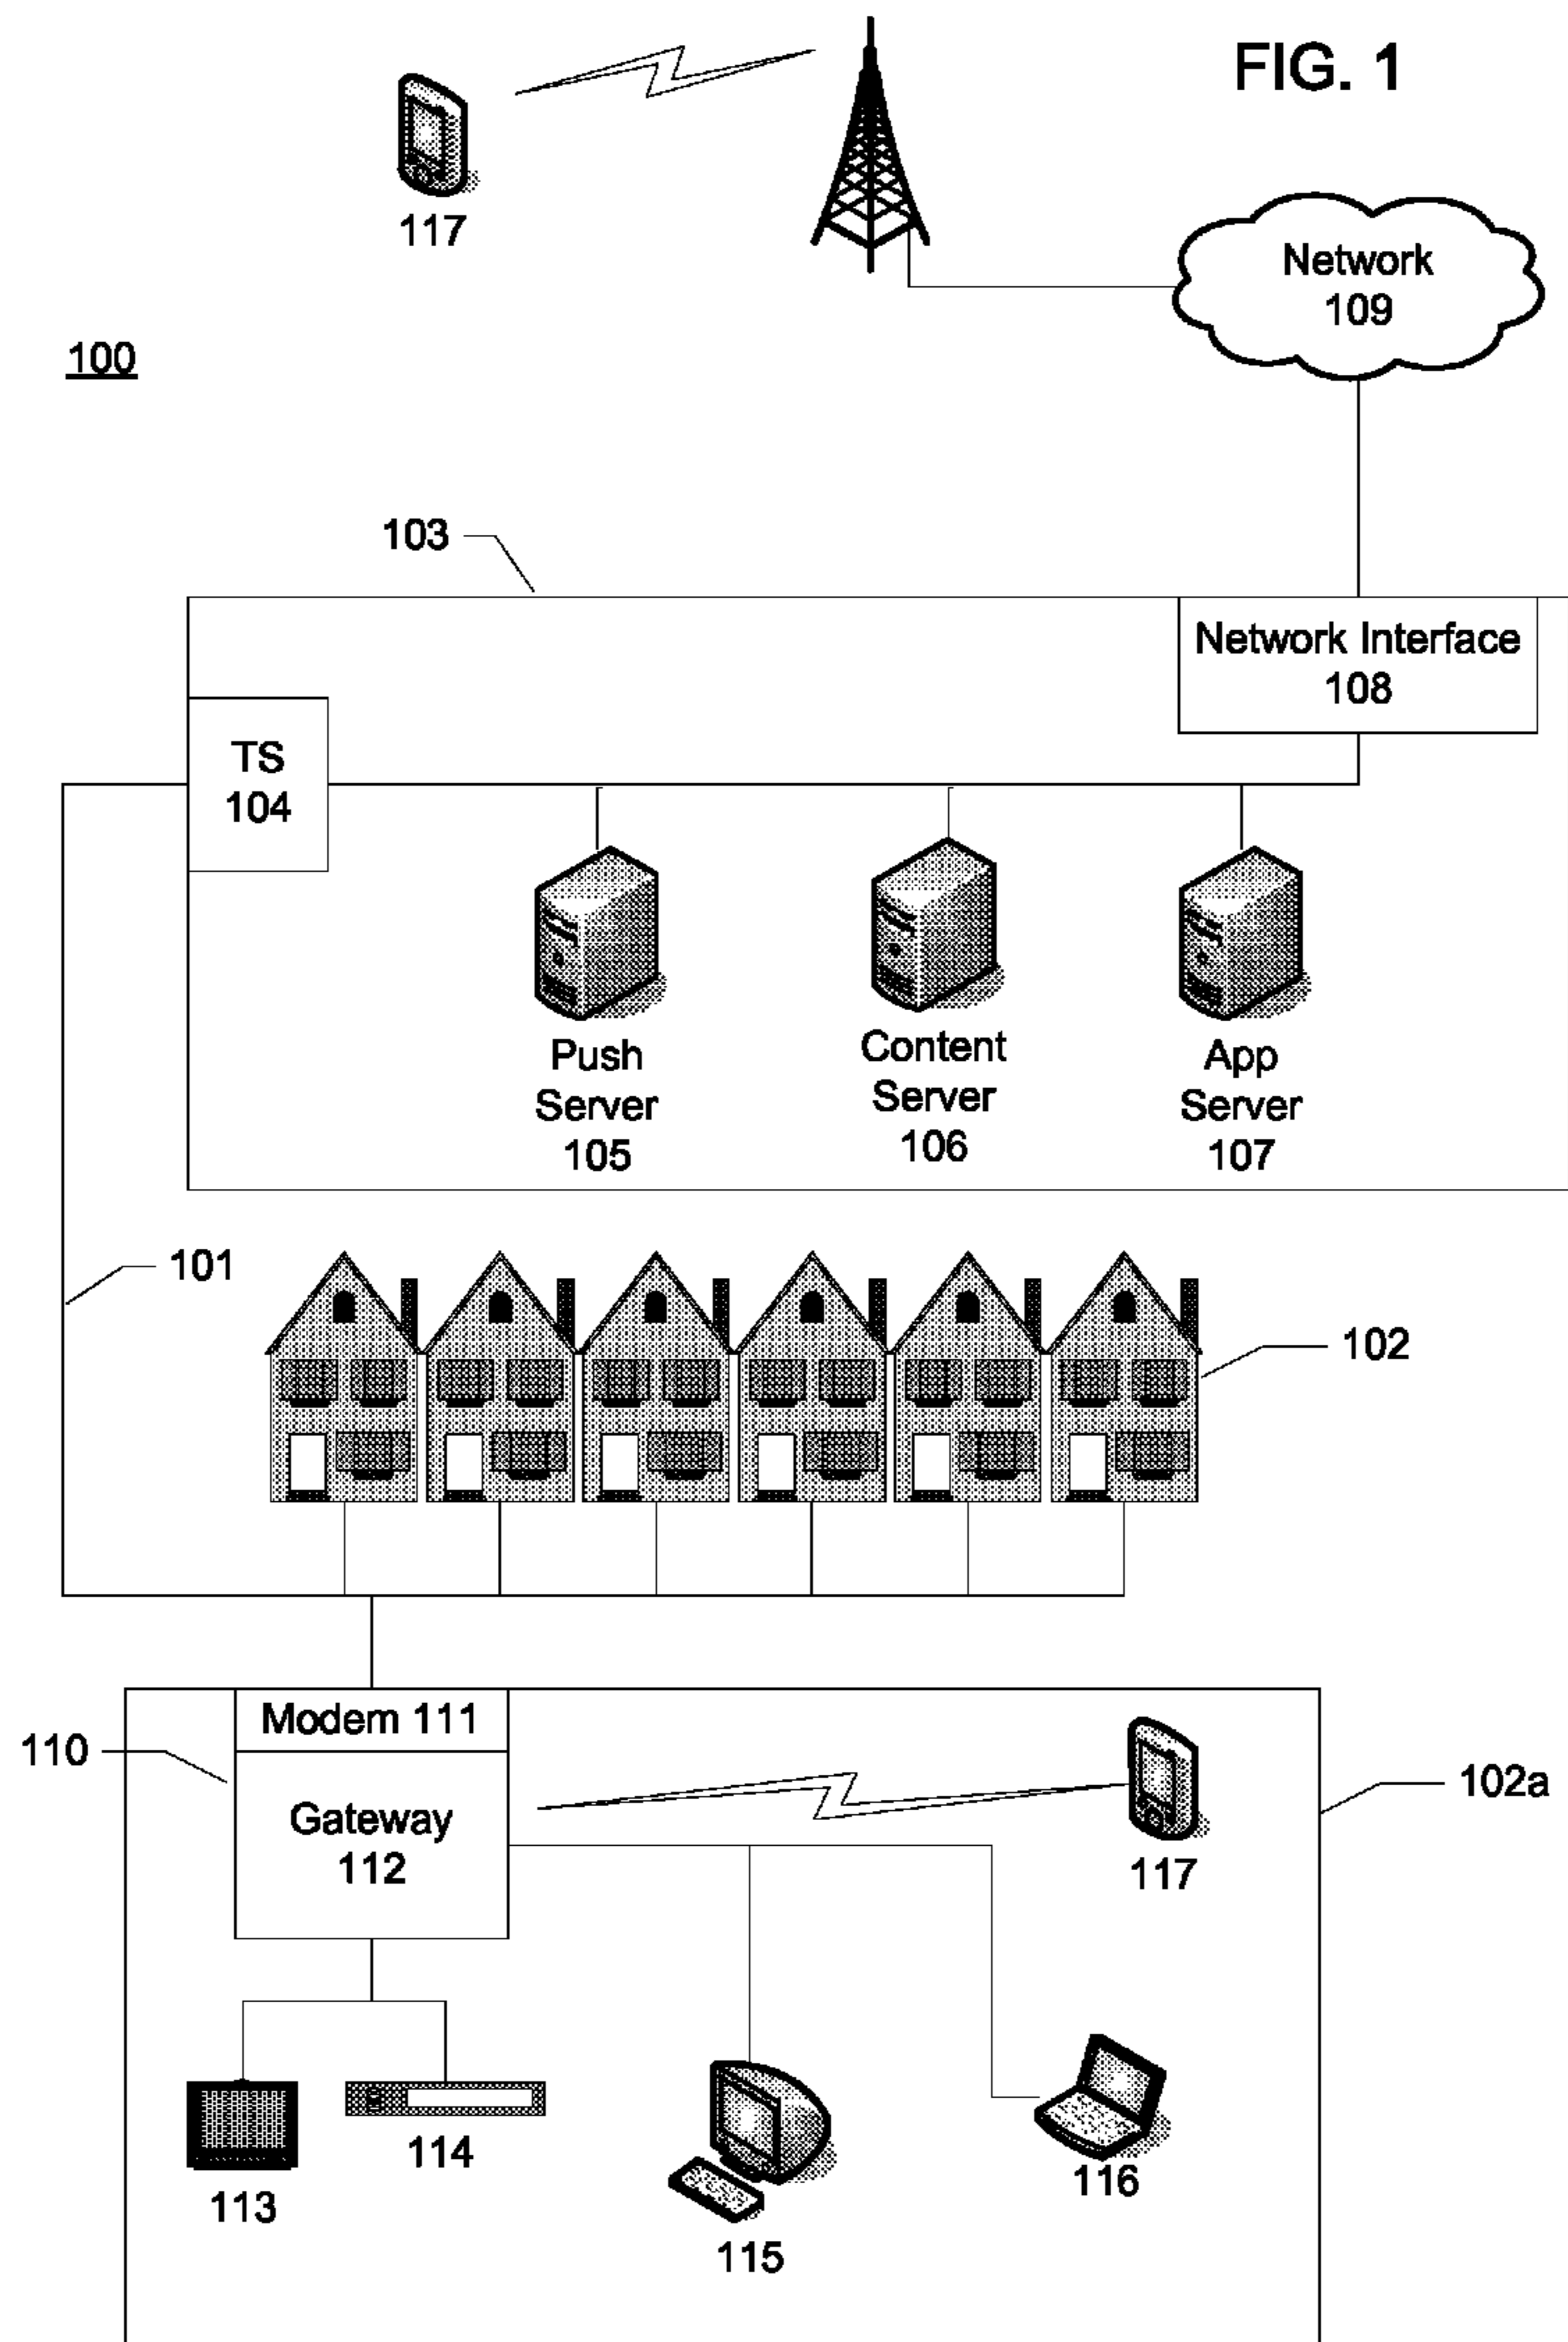 FIG. 1
117
Network
109
100
103
Network Interface
108
TS
104
Push
Server
105
Content
Server
106
App
Server
107
101
102
Modem 111
110
Gateway
112
117
102a
113
114
115
116